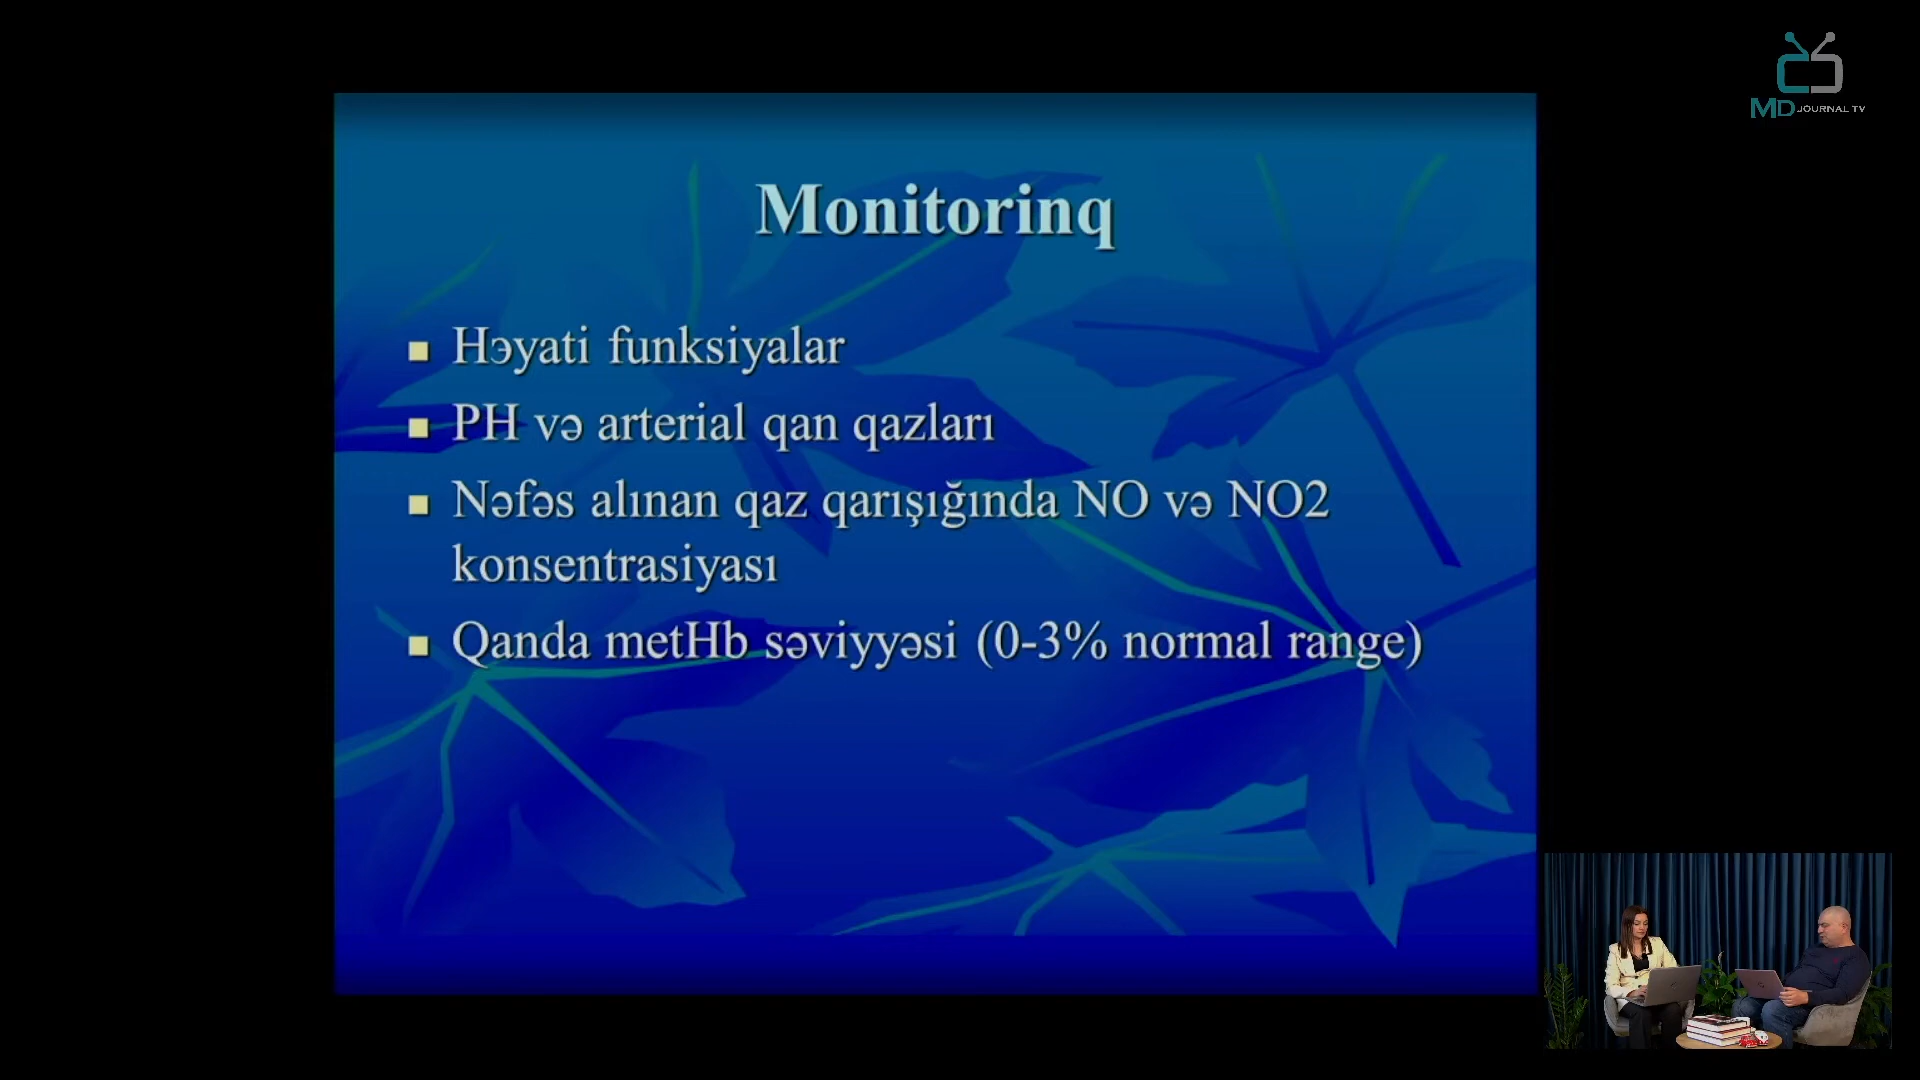 MD JOURNAL TV
Monitorinq
Həyati funksiyalar
PH və arterial qan qazları
Nəfəs alınan qaz qarışığında NO və NO2
konsentrasiyası
Qanda metHb səviyyəsi (0-3% normal range)